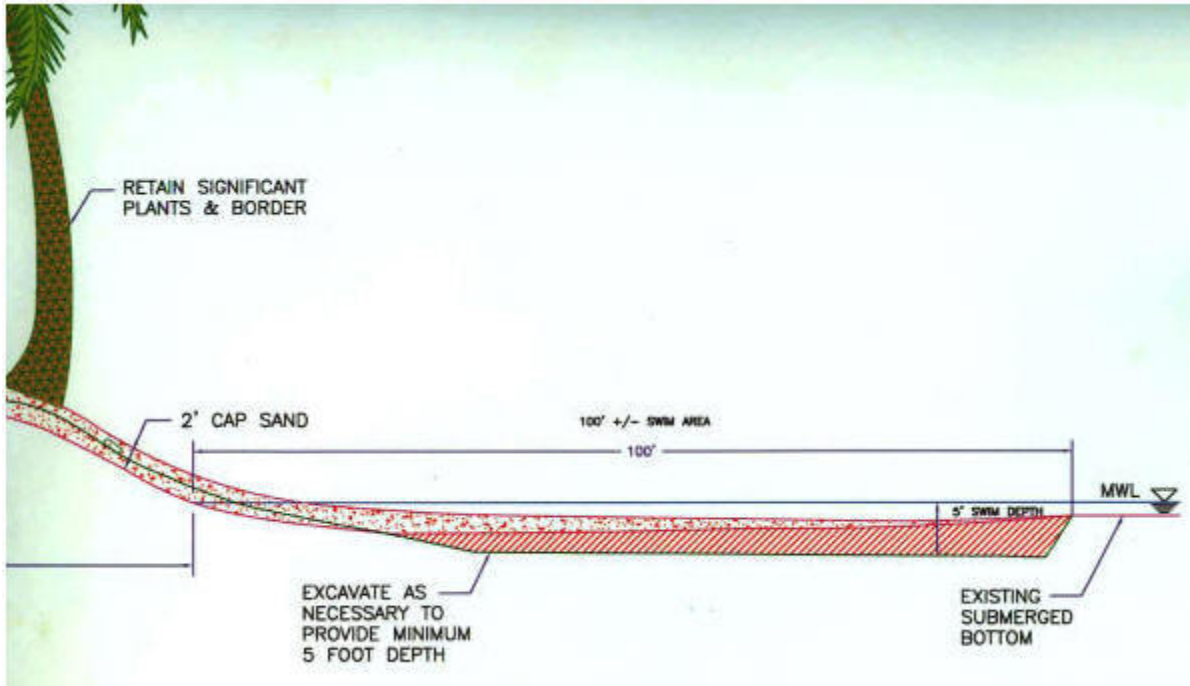 RETAIN SIGNIFICANT
PLANTS & BORDER
2' CAP SAND
100' +/- SWIM AREA
100'
MWL
5' SWIM DEPTH
EXCAVATE AS
NECESSARY TO
PROVIDE MINIMUM
5 FOOT DEPTH
EXISTING
SUBMERGED
BOTTOM